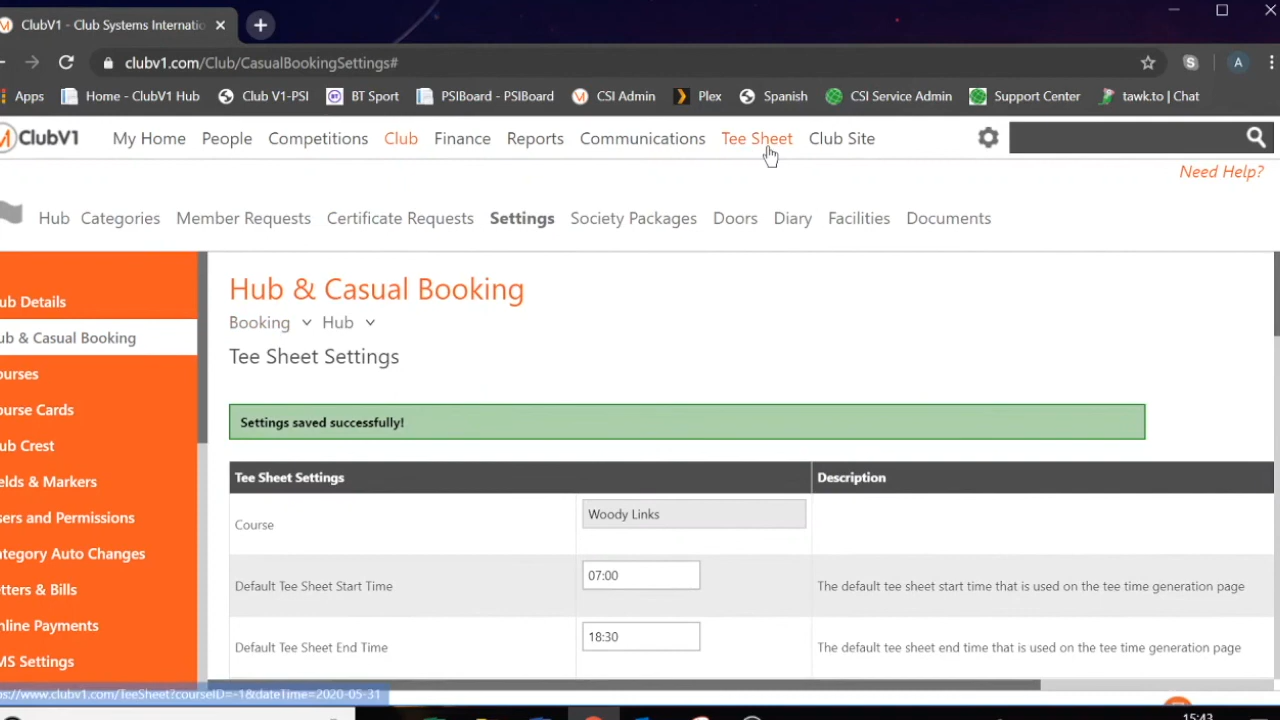 ClubV1 - Club Systems Internatio
clubv1.com/Club/CasualBookingSettings#
A
Apps Home - ClubV1 Hub Club V1-PSI BT Sport PSIBoard - PSIBoard CSI Admin Plex Spanish CSI Service Admin Support Center tawk.to | Chat
ClubV1 My Home People Competitions Club Finance Reports Communications Tee Sheet Club Site
Need Help?
Hub Categories Member Requests Certificate Requests Settings Society Packages Doors Diary Facilities Documents
ub Details
ub & Casual Booking
ourses
ourse Cards
ub Crest
elds & Markers
sers and Permissions
ategory Auto Changes
etters & Bills
nline Payments
MS Settings
Hub & Casual Booking
Booking Hub
Tee Sheet Settings
Settings saved successfully!
Tee Sheet Settings Description
Course Woody Links
Default Tee Sheet Start Time 07:00 The default tee sheet start time that is used on the tee time generation page
Default Tee Sheet End Time 18:30 The default tee sheet end time that is used on the tee time generation page
ps://www.clubv1.com/TeeSheet?courseID=-1&dateTime=2020-05-31
15:43